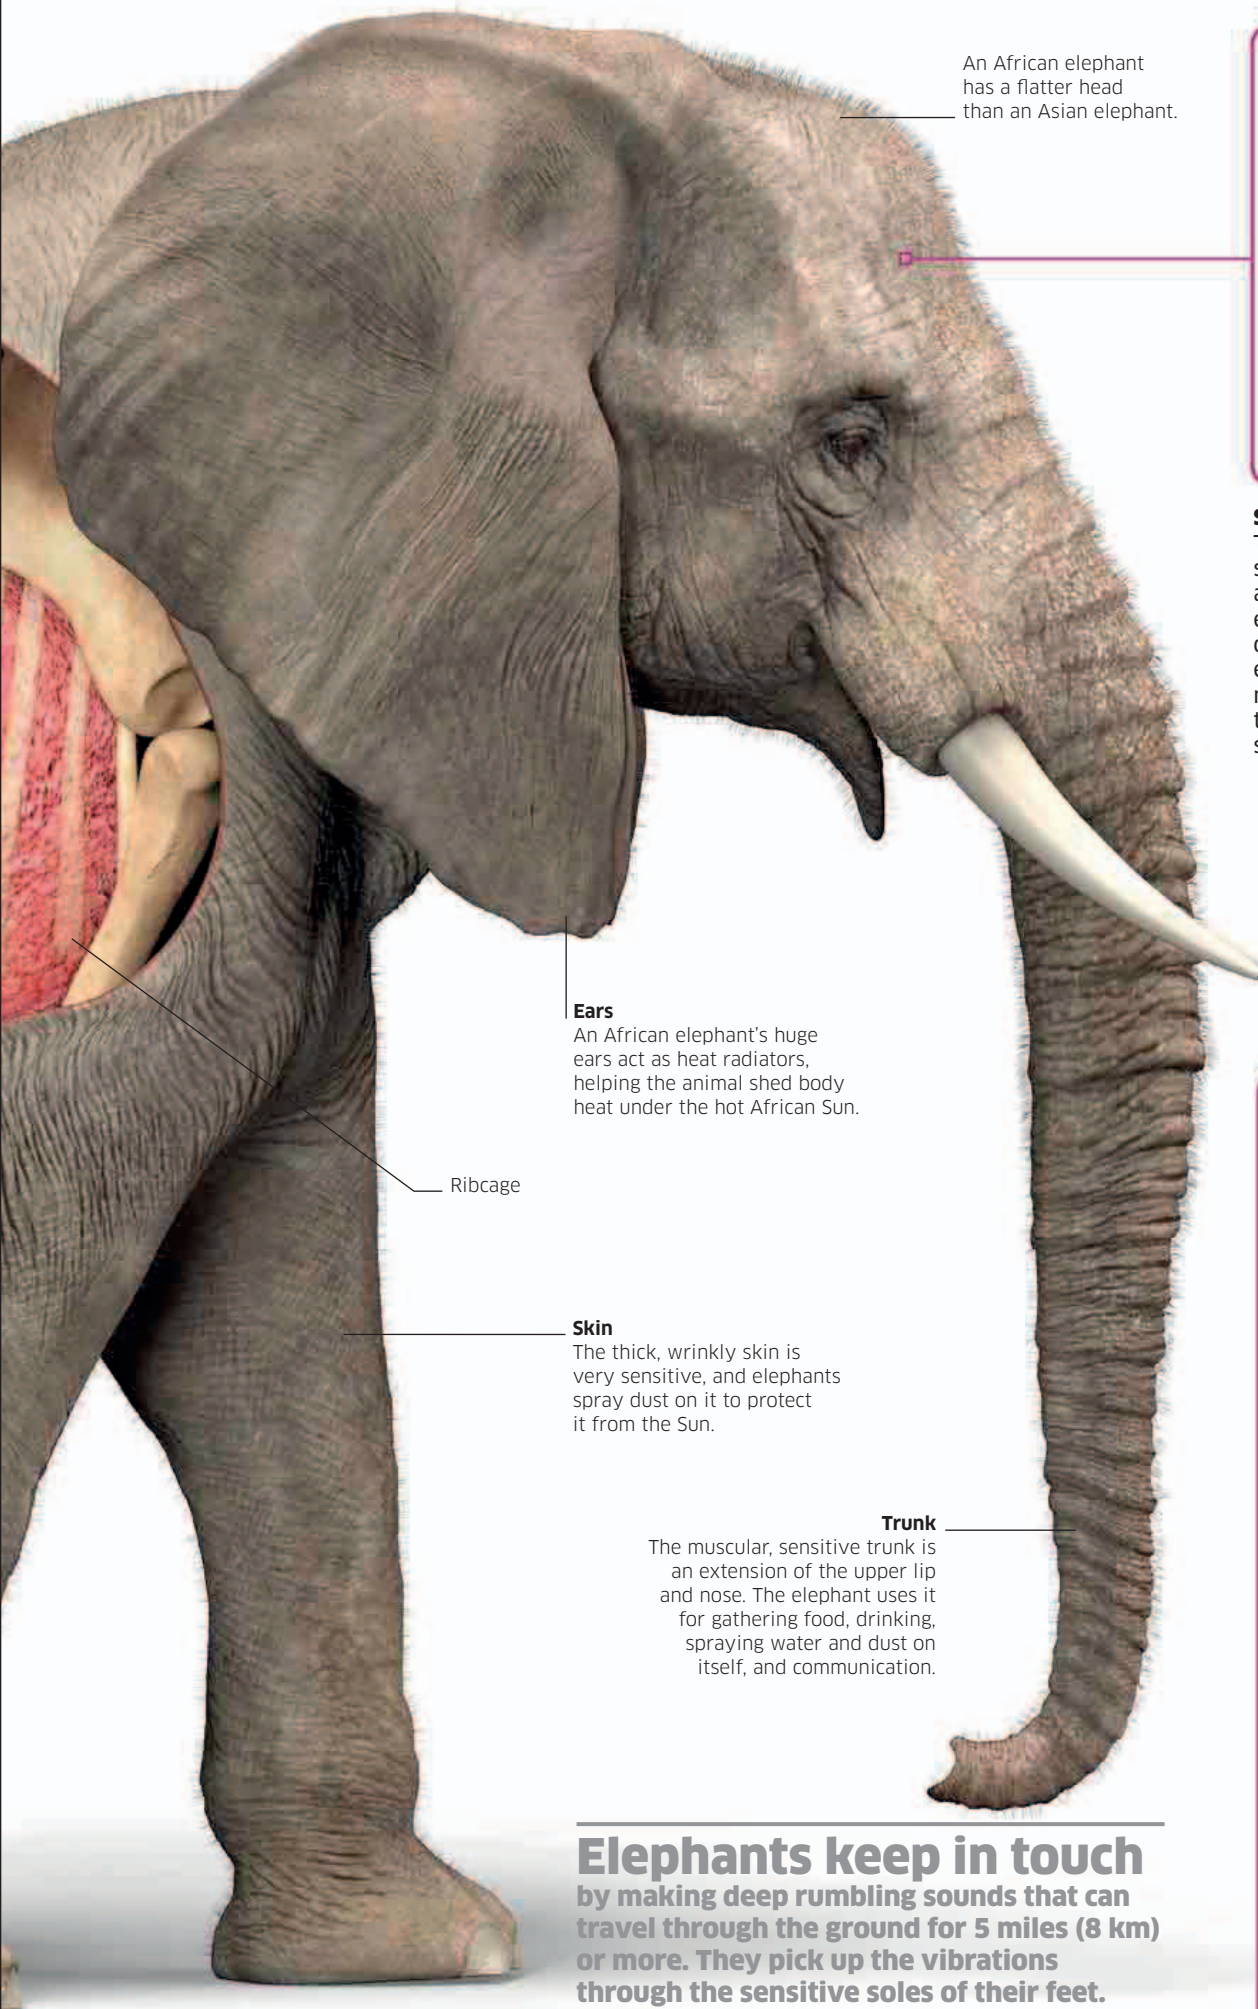 An African elephant
has a flatter head
than an Asian elephant.
Ears
An African elephant's huge
ears act as heat radiators,
helping the animal shed body
heat under the hot African Sun.
Ribcage
Skin
The thick, wrinkly skin is
very sensitive, and elephants
spray dust on it to protect
it from the Sun.
Trunk
The muscular, sensitive trunk is
an extension of the upper lip
and nose. The elephant uses it
for gathering food, drinking,
spraying water and dust on
itself, and communication.
Elephants keep in touch
by making deep rumbling sounds that can
travel through the ground for 5 miles (8 km)
or more. They pick up the vibrations
through the sensitive soles of their feet.